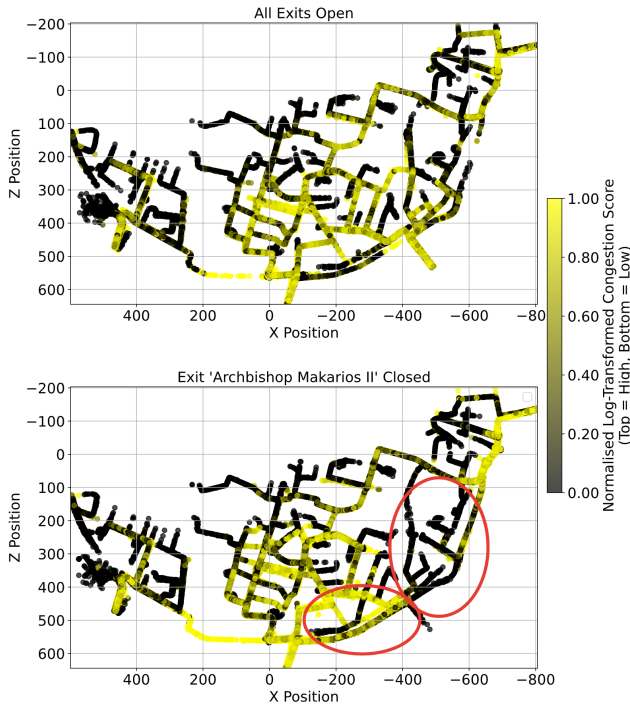 All Exits Open
−200
−100
0
100
200
300
400
500
600
Z Position
400 200 0 −200 −400 −600 −800
X Position
Exit 'Archbishop Makarios II' Closed
−200
−100
0
100
200
300
400
500
600
Z Position
400 200 0 −200 −400 −600 −800
X Position
1.00
0.80
0.60
0.40
0.20
0.00
Normalised Log-Transformed Congestion Score
(Top = High, Bottom = Low)